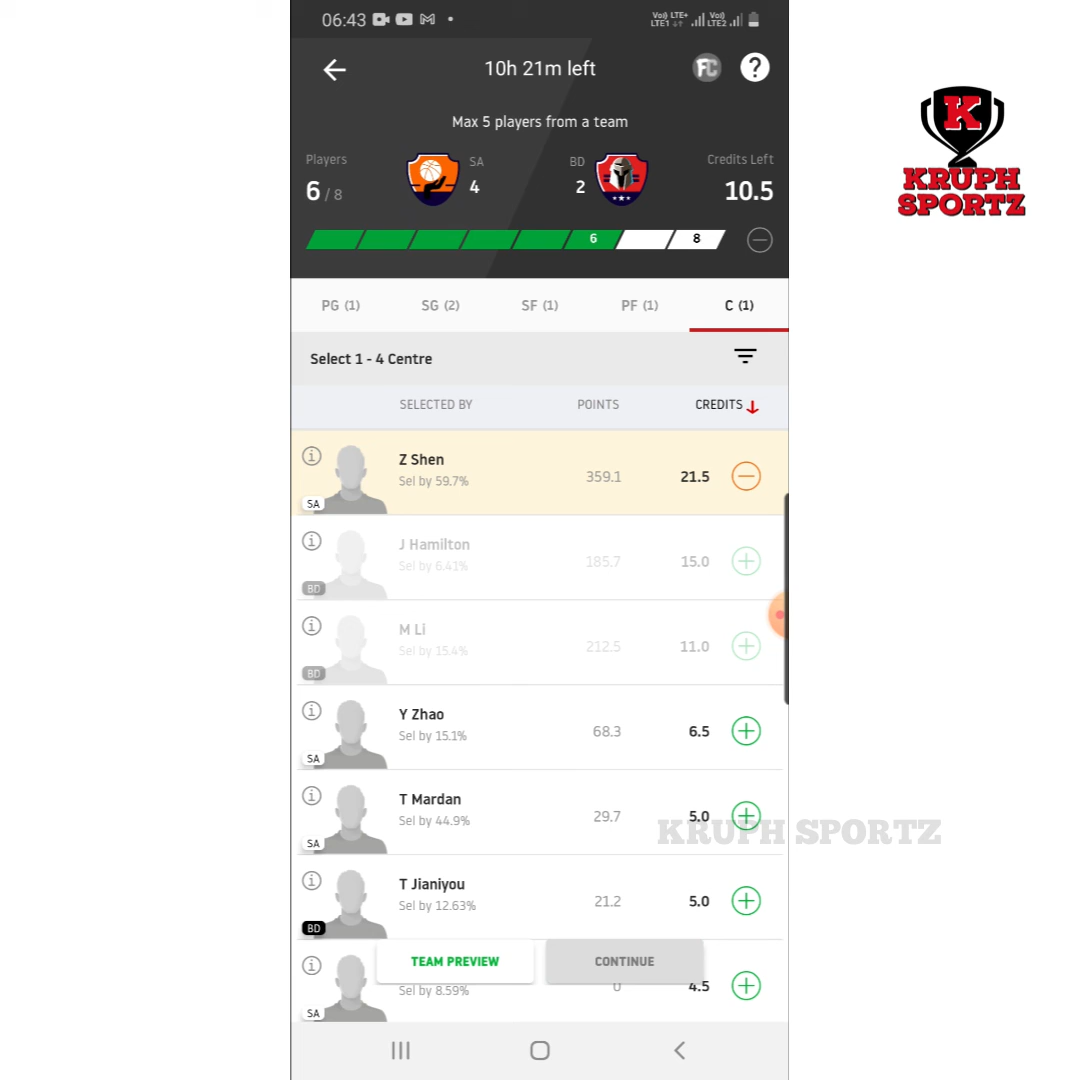 06:43
Vo) LTE+ Vo)
LTE1 LTE2
10h 21m left
FC ?
Max 5 players from a team
Players SA BD Credits Left
6 / 8 4 2 10.5
6 8
PG (1) SG (2) SF (1) PF (1) C (1)
Select 1 - 4 Centre
SELECTED BY POINTS CREDITS
Z Shen
Sel by 59.7% 359.1 21.5
SA
J Hamilton
Sel by 6.41% 185.7 15.0
BD
M Li
Sel by 15.4% 212.5 11.0
BD
Y Zhao
Sel by 15.1% 68.3 6.5
SA
T Mardan
Sel by 44.9% 29.7 5.0
SA
T Jianiyou
Sel by 12.63% 21.2 5.0
BD
TEAM PREVIEW CONTINUE
Sel by 8.59% 0 4.5
SA
K
KRUPH
SPORTZ
KRUPH SPORTZ